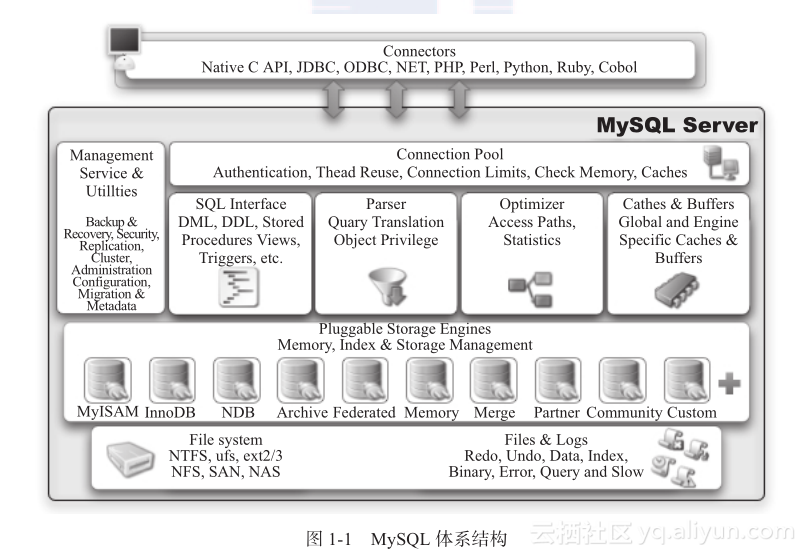 Connectors
Native C API, JDBC, ODBC, NET, PHP, Perl, Python, Ruby, Cobol
MySQL Server
Management
Service &
Utillties
Backup &
Recovery, Security,
Replication,
Cluster,
Administration
Configuration,
Migration &
Metadata
Connection Pool
Authentication, Thead Reuse, Connection Limits, Check Memory, Caches
SQL Interface
DML, DDL, Stored
Procedures Views,
Triggers, etc.
Parser
Quary Translation
Object Privilege
Optimizer
Access Paths,
Statistics
Cathes & Buffers
Global and Engine
Specific Caches &
Buffers
Pluggable Storage Engines
Memory, Index & Storage Management
MyISAM InnoDB NDB Archive Federated Memory Merge Partner Community Custom
File system
NTFS, ufs, ext2/3
NFS, SAN, NAS
Files & Logs
Redo, Undo, Data, Index,
Binary, Error, Query and Slow
图 1-1 MySQL 体系结构
云栖社区 yq.aliyun.com